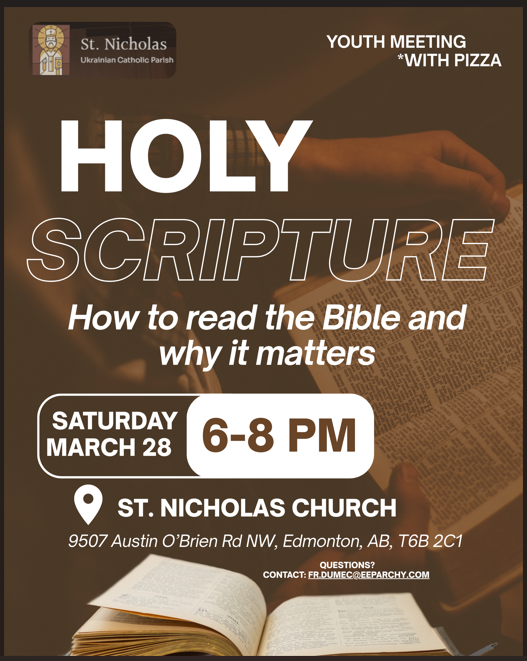 St. Nicholas
Ukrainian Catholic Parish
YOUTH MEETING
*WITH PIZZA
HOLY
SCRIPTURE
How to read the Bible and
why it matters
SATURDAY
MARCH 28
6-8 PM
ST. NICHOLAS CHURCH
9507 Austin O’Brien Rd NW, Edmonton, AB, T6B 2C1
QUESTIONS?
CONTACT: FR.DUMEC@EEPARCHY.COM